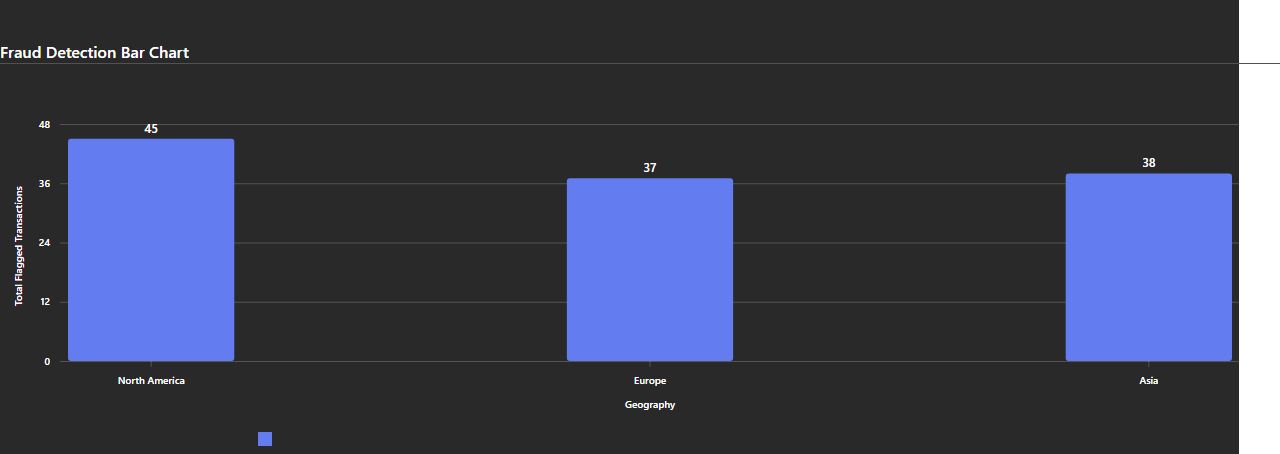 Fraud Detection Bar Chart
48
45
37
38
36
24
12
0
Total Flagged Transactions
North America
Europe
Asia
Geography